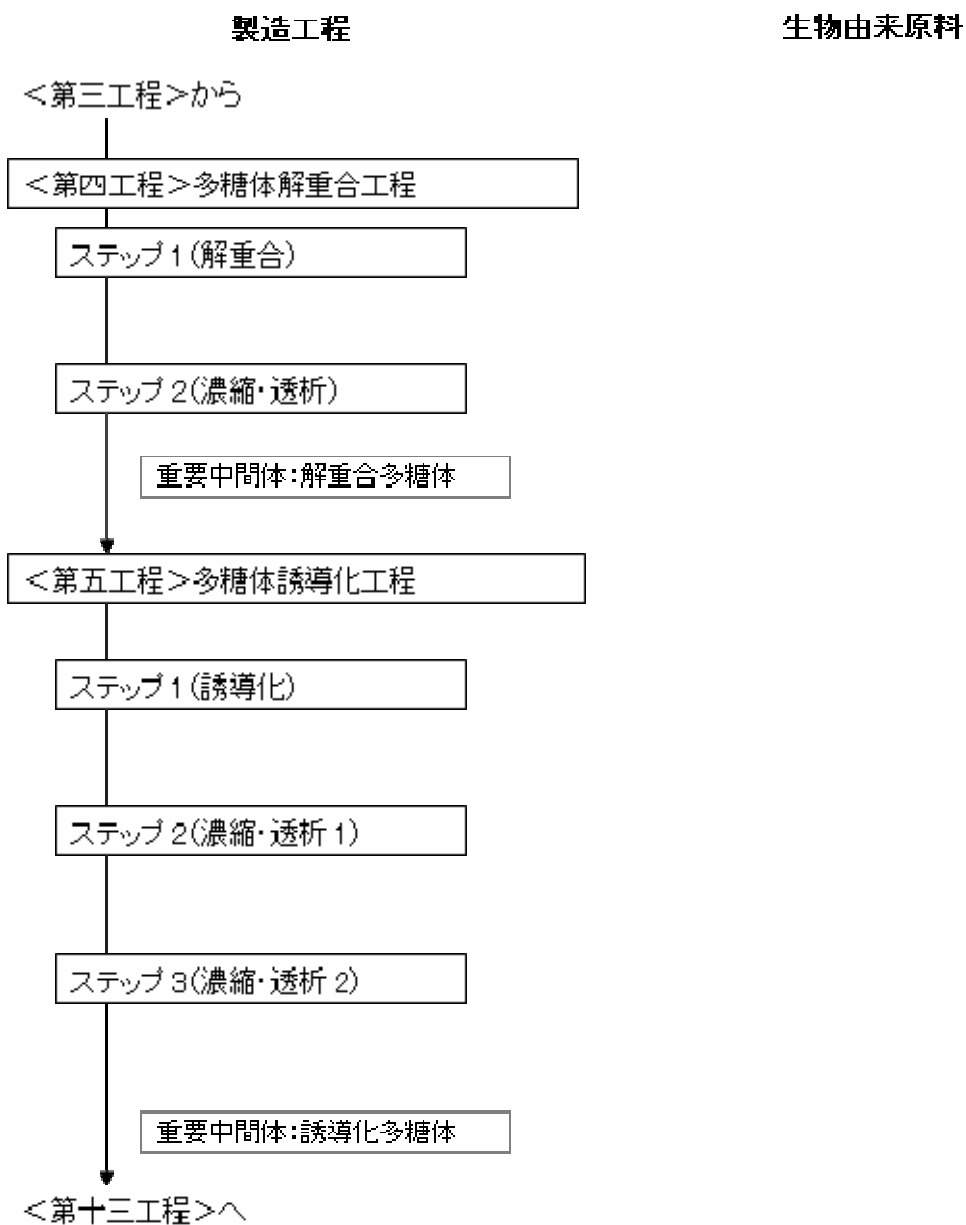 製造工程
生物由来原料
＜第三工程＞から
＜第四工程＞多糖体解重合工程
ステップ1(解重合)
ステップ2(濃縮・透析)
重要中間体:解重合多糖体
＜第五工程＞多糖体誘導化工程
ステップ1(誘導化)
ステップ2(濃縮・透析1)
ステップ3(濃縮・透析2)
重要中間体:誘導化多糖体
＜第十三工程＞へ